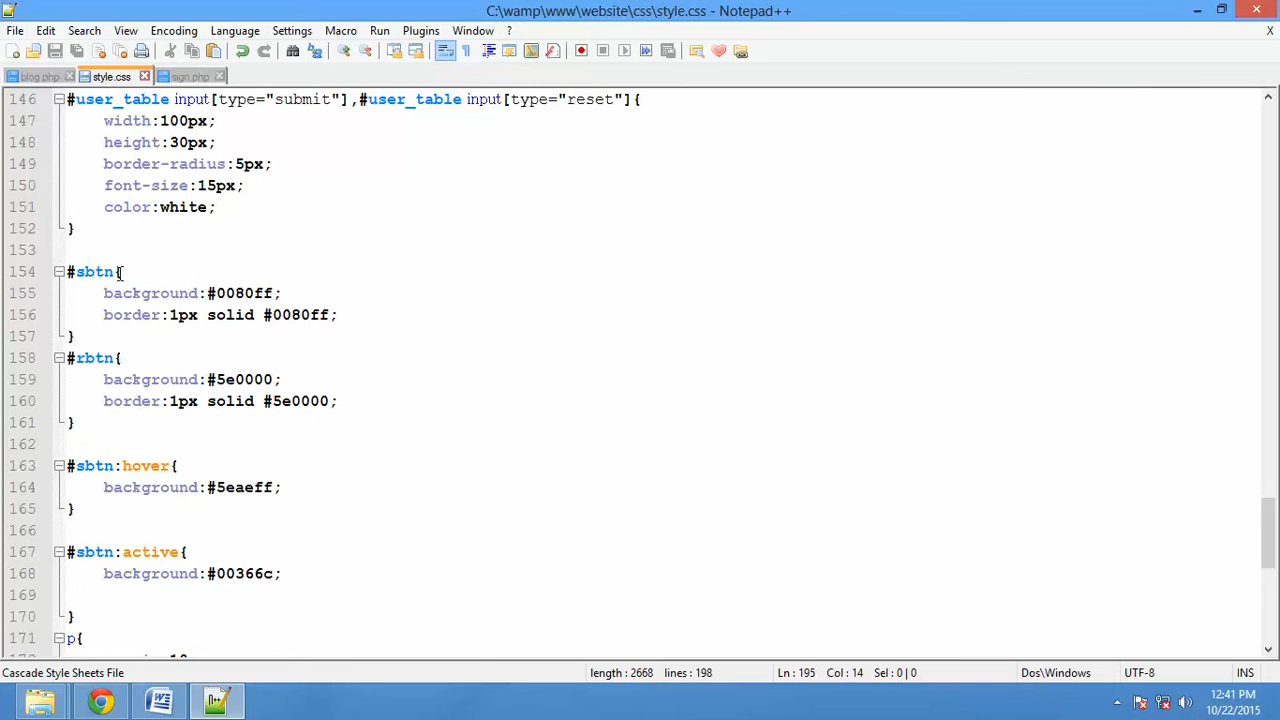 C:\wamp\www\website\css\style.css - Notepad++
File Edit Search View Encoding Language Settings Macro Run Plugins Window ? X
blog.php style.css sign.php
146 #user_table input[type="submit"],#user_table input[type="reset"]{
147 width:100px;
148 height:30px;
149 border-radius:5px;
150 font-size:15px;
151 color:white;
152 }
153
154 #sbtn{
155 background:#0080ff;
156 border:1px solid #0080ff;
157 }
158 #rbtn{
159 background:#5e0000;
160 border:1px solid #5e0000;
161 }
162
163 #sbtn:hover{
164 background:#5eaeff;
165 }
166
167 #sbtn:active{
168 background:#00366c;
169
170 }
171 p{
Cascade Style Sheets File length : 2668 lines : 198 Ln : 195 Col : 14 Sel : 0 | 0 Dos\Windows UTF-8 INS
12:41 PM
10/22/2015